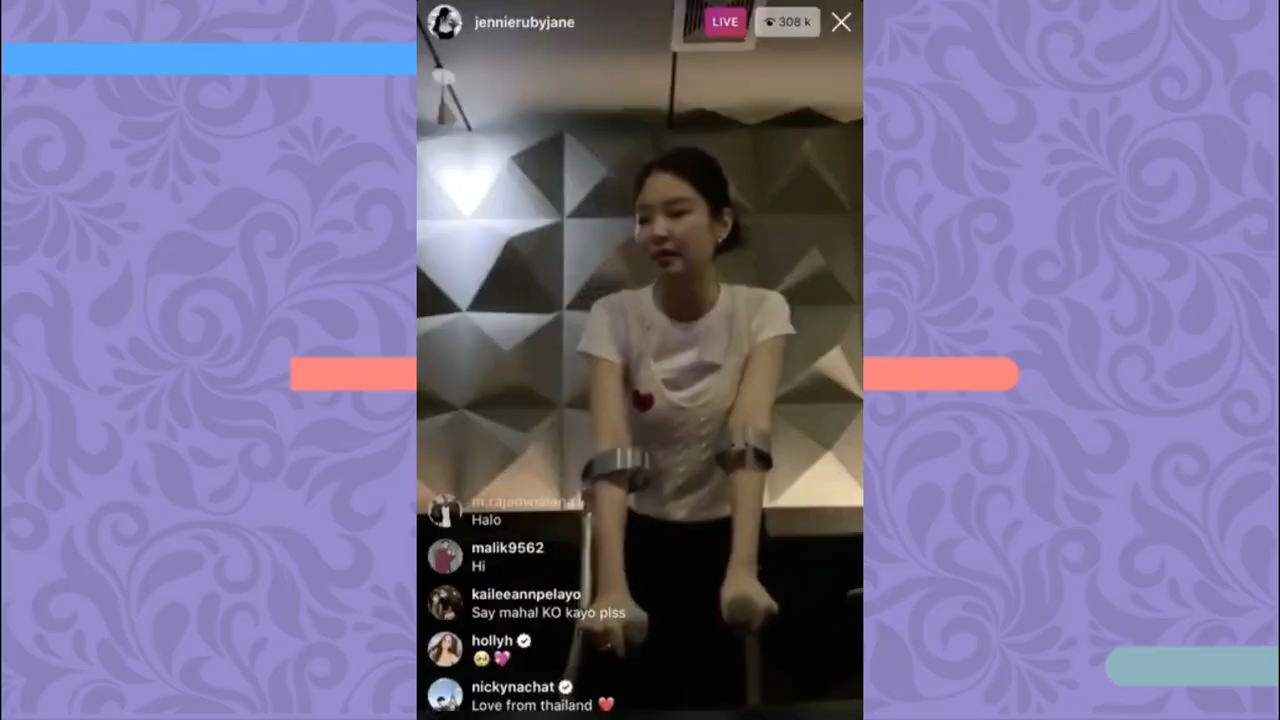 jennierubyjane
LIVE
308 k
Halo
malik9562
Hi
kaileeannpelayo
Say mahal KO kayo plss
hollyh
nickynachat
Love from thailand